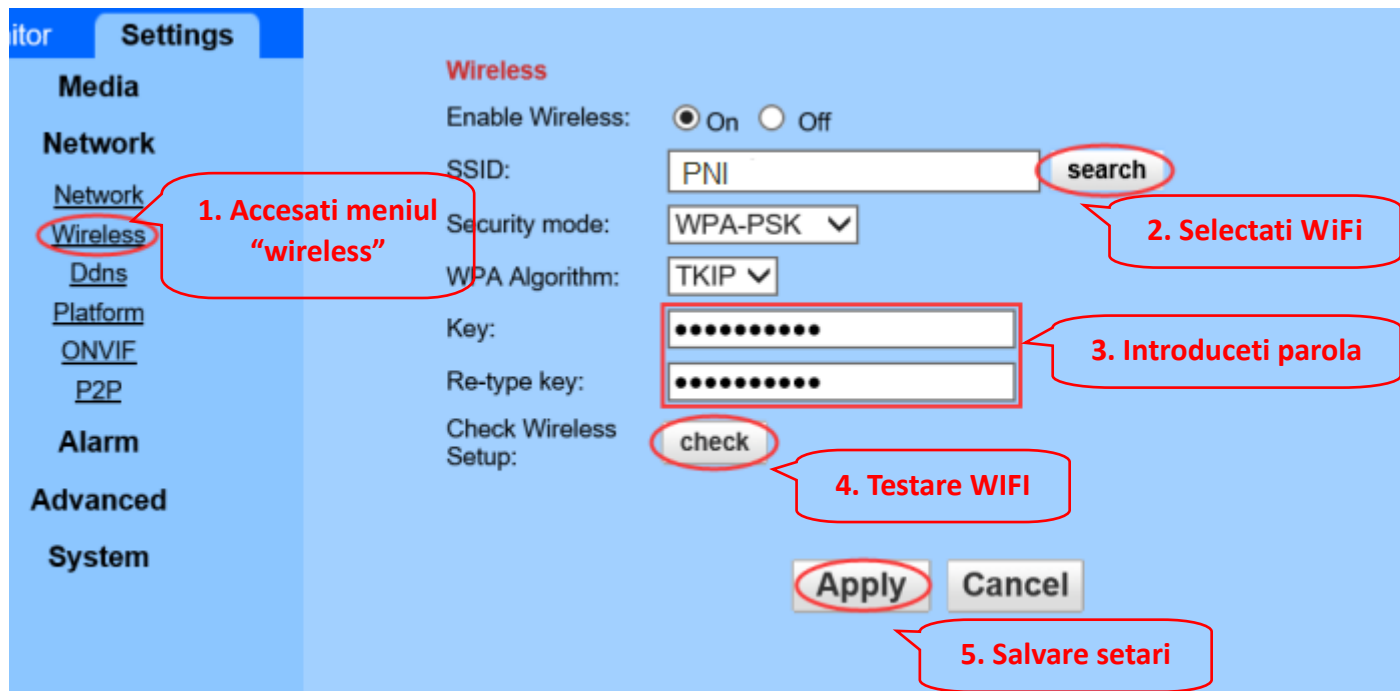 itor
Settings
Media
Network
Network
Wireless
Ddns
Platform
ONVIF
P2P
Alarm
Advanced
System
1. Accesati meniul
“wireless”
Wireless
Enable Wireless: On Off
SSID: PNI search
2. Selectati WiFi
Security mode: WPA-PSK
WPA Algorithm: TKIP
Key: ••••••••••
3. Introduceti parola
Re-type key: ••••••••••
Check Wireless
Setup:
check
4. Testare WIFI
Apply Cancel
5. Salvare setari